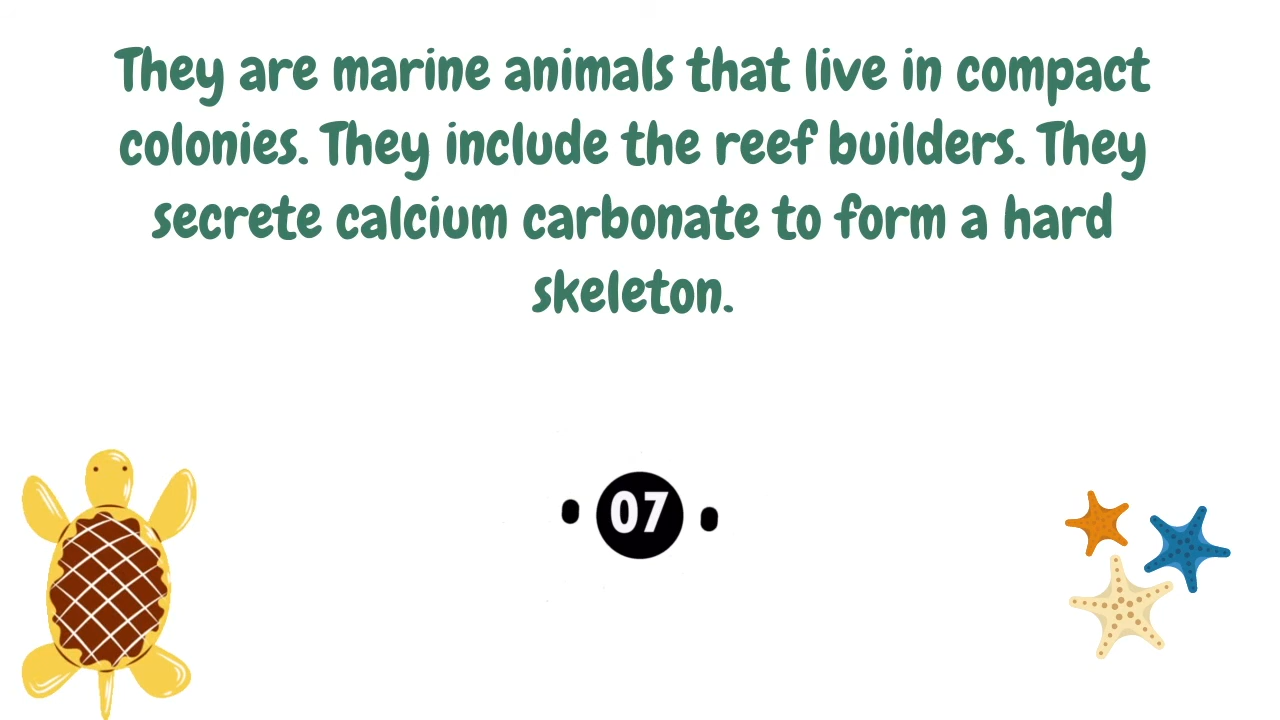 They are marine animals that live in compact
colonies. They include the reef builders. They
secrete calcium carbonate to form a hard
skeleton.
07